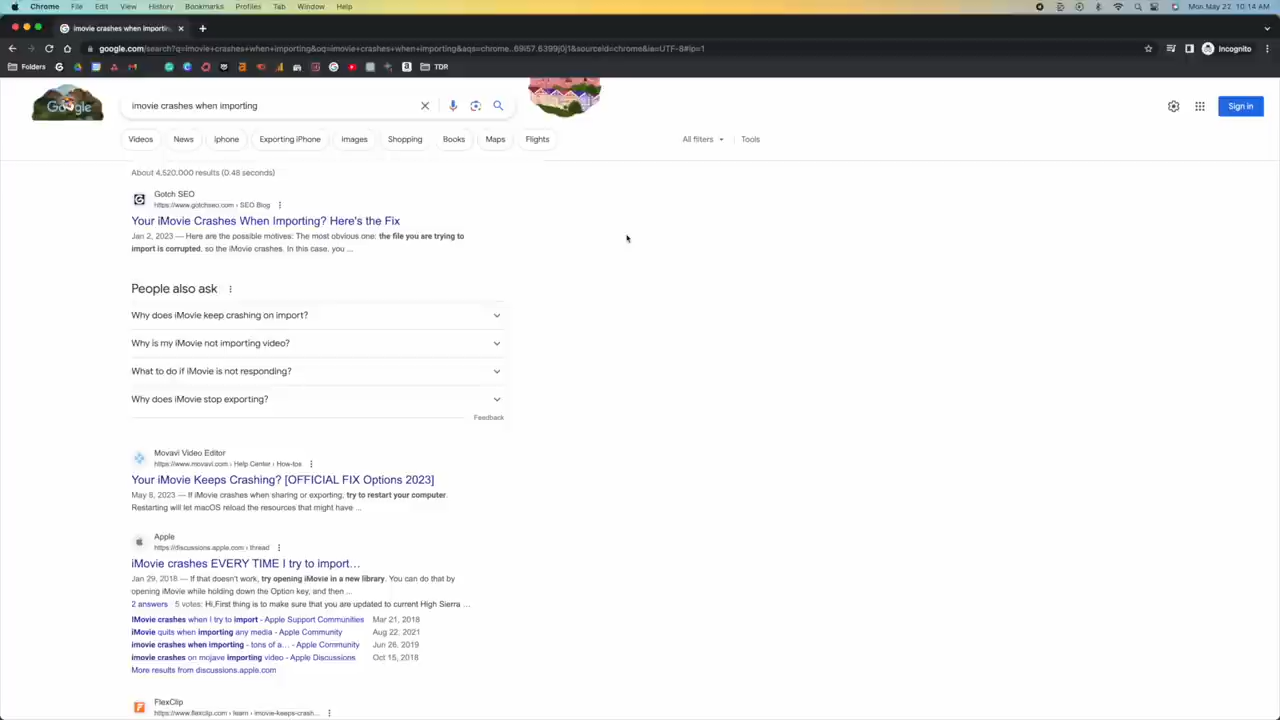 Chrome File Edit View History Bookmarks Profiles Tab Window Help Mon May 22 10:14 AM
imovie crashes when importin
google.com/search?q=imovie+crashes+when+importing&oq=imovie+crashes+when+importing&aqs=chrome..69i57.6399j0j1&sourceid=chrome&ie=UTF-8#ip=1 Incognito
Folders TDR
Google imovie crashes when importing Sign in
Videos News Iphone Exporting iPhone Images Shopping Books Maps Flights All filters Tools
About 4,520,000 results (0.48 seconds)
Gotch SEO
https://www.gotchseo.com › SEO Blog
Your iMovie Crashes When Importing? Here's the Fix
Jan 2, 2023 — Here are the possible motives: The most obvious one: the file you are trying to
import is corrupted, so the iMovie crashes. In this case, you ...
People also ask
Why does iMovie keep crashing on import?
Why is my iMovie not importing video?
What to do if iMovie is not responding?
Why does iMovie stop exporting?
Feedback
Movavi Video Editor
https://www.movavi.com › Help Center › How-tos
Your iMovie Keeps Crashing? [OFFICIAL FIX Options 2023]
May 8, 2023 — If iMovie crashes when sharing or exporting, try to restart your computer.
Restarting will let macOS reload the resources that might have ...
Apple
https://discussions.apple.com › thread
iMovie crashes EVERY TIME I try to import…
Jan 29, 2018 — If that doesn't work, try opening iMovie in a new library. You can do that by
opening iMovie while holding down the Option key, and then ...
2 answers 5 votes: Hi,First thing is to make sure that you are updated to current High Sierra ...
IMovie crashes when I try to import - Apple Support Communities Mar 21, 2018
iMovie quits when importing any media - Apple Community Aug 22, 2021
imovie crashes when importing - tons of a... - Apple Community Jun 26, 2019
imovie crashes on mojave importing video - Apple Discussions Oct 15, 2018
More results from discussions.apple.com
FlexClip
https://www.flexclip.com › learn › imovie-keeps-crash...